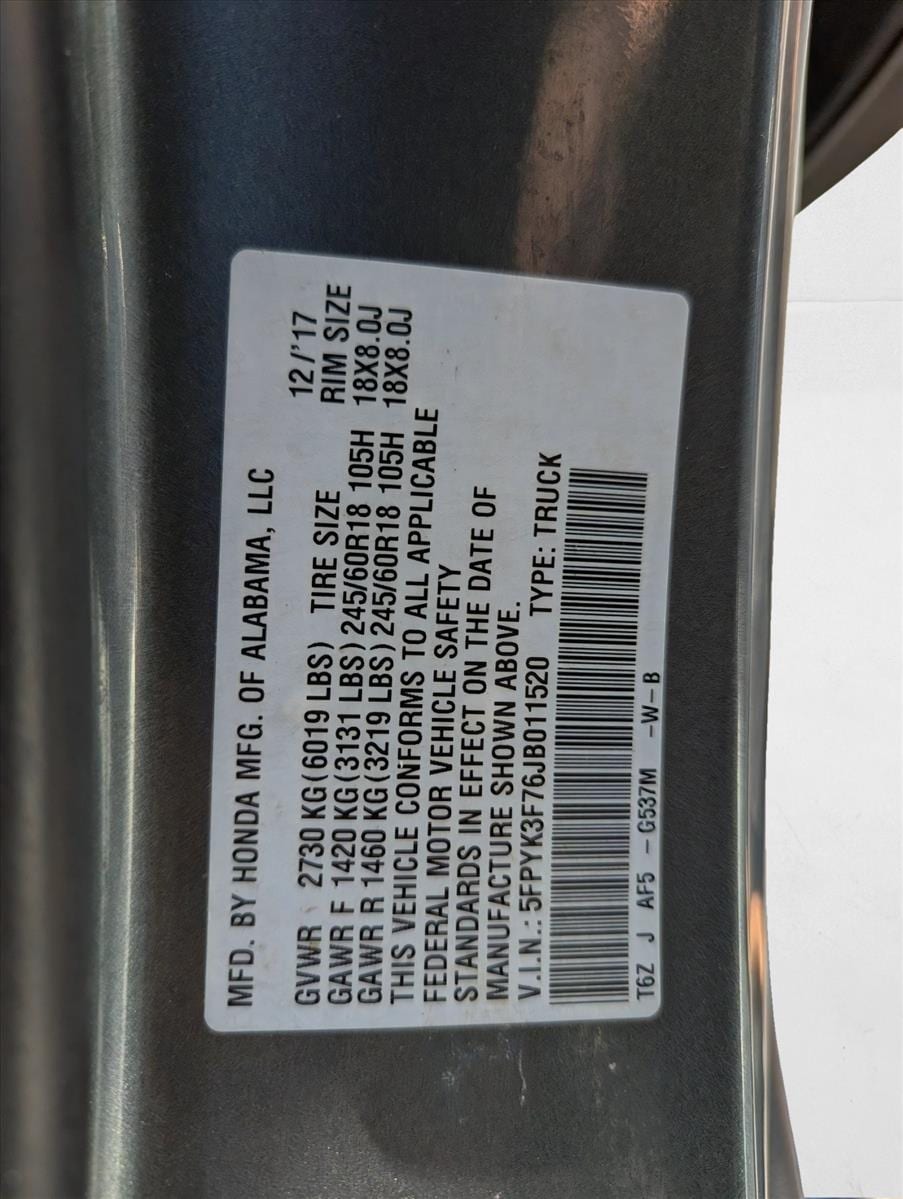 MFD. BY HONDA MFG. OF ALABAMA, LLC
12/'17
GVWR 2730 KG(6019 LBS) TIRE SIZE RIM SIZE
GAWR F 1420 KG(3131 LBS) 245/60R18 105H 18X8.0J
GAWR R 1460 KG(3219 LBS) 245/60R18 105H 18X8.0J
THIS VEHICLE CONFORMS TO ALL APPLICABLE
FEDERAL MOTOR VEHICLE SAFETY
STANDARDS IN EFFECT ON THE DATE OF
MANUFACTURE SHOWN ABOVE.
V.I.N.: 5FPYK3F76JB011520 TYPE: TRUCK
T6Z J AF5 -G537M -W-B